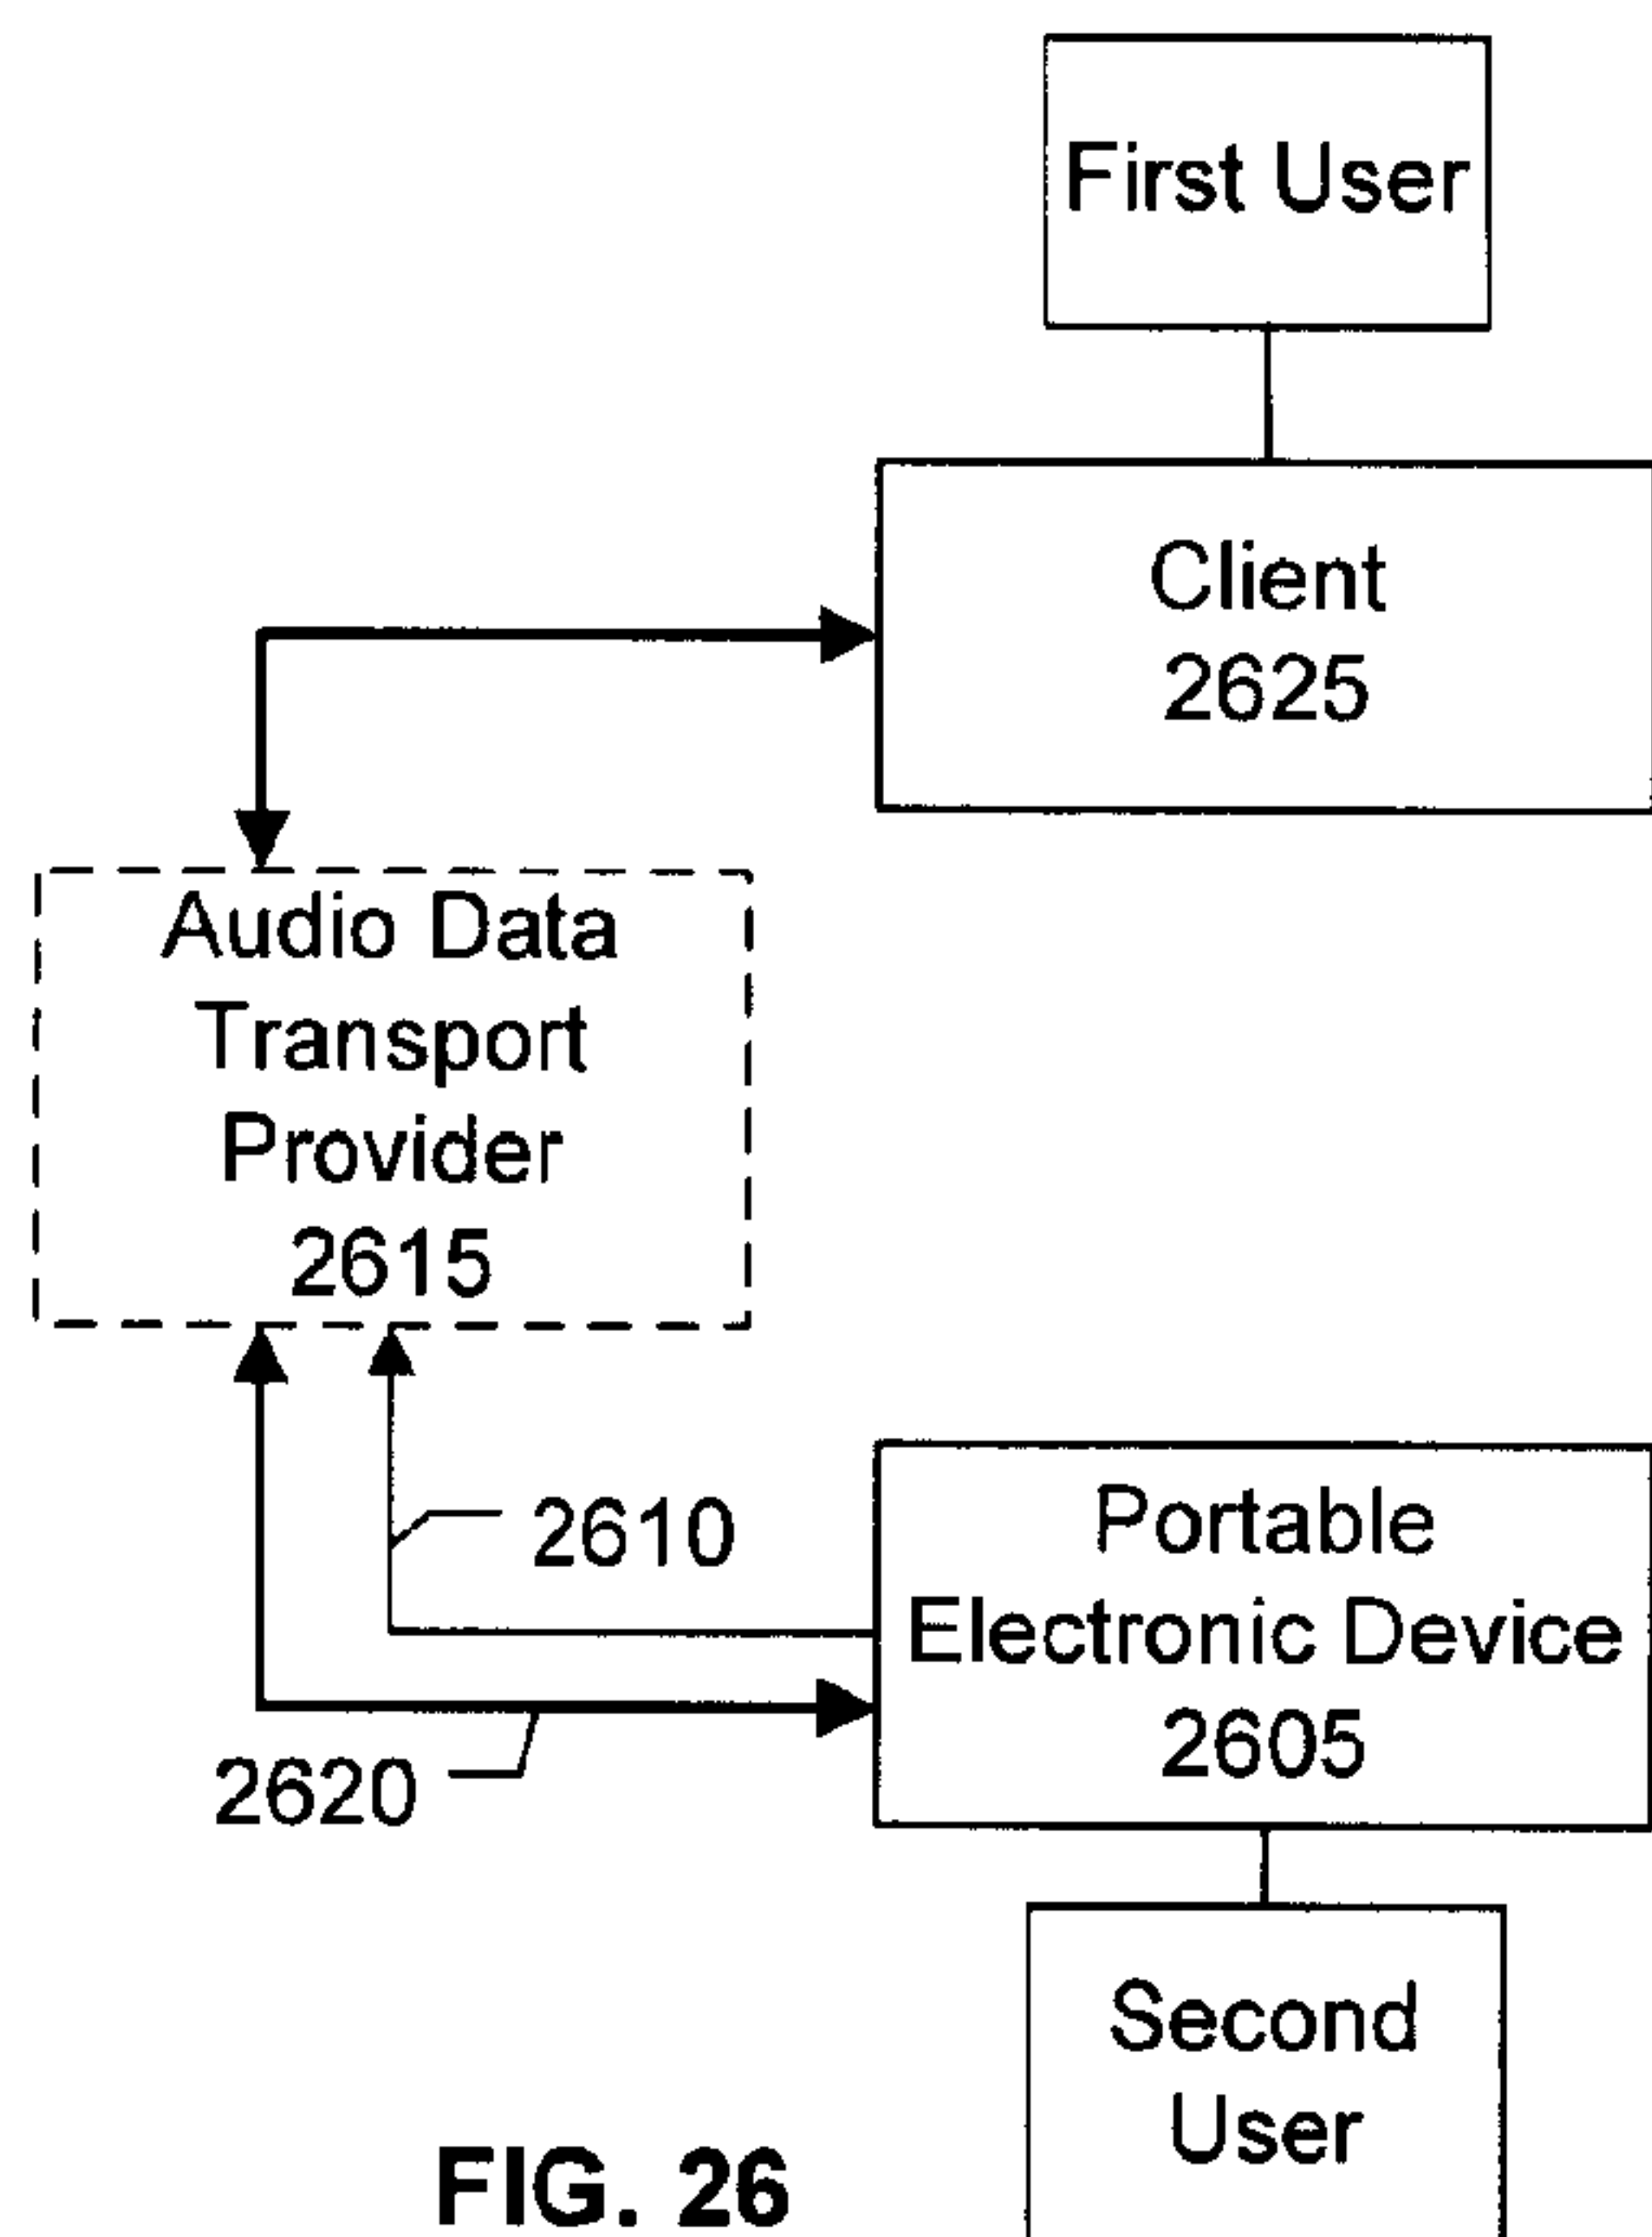 First User
Client
2625
Audio Data
Transport
Provider
2615
2610
Portable
Electronic Device
2605
2620
Second
User
FIG. 26